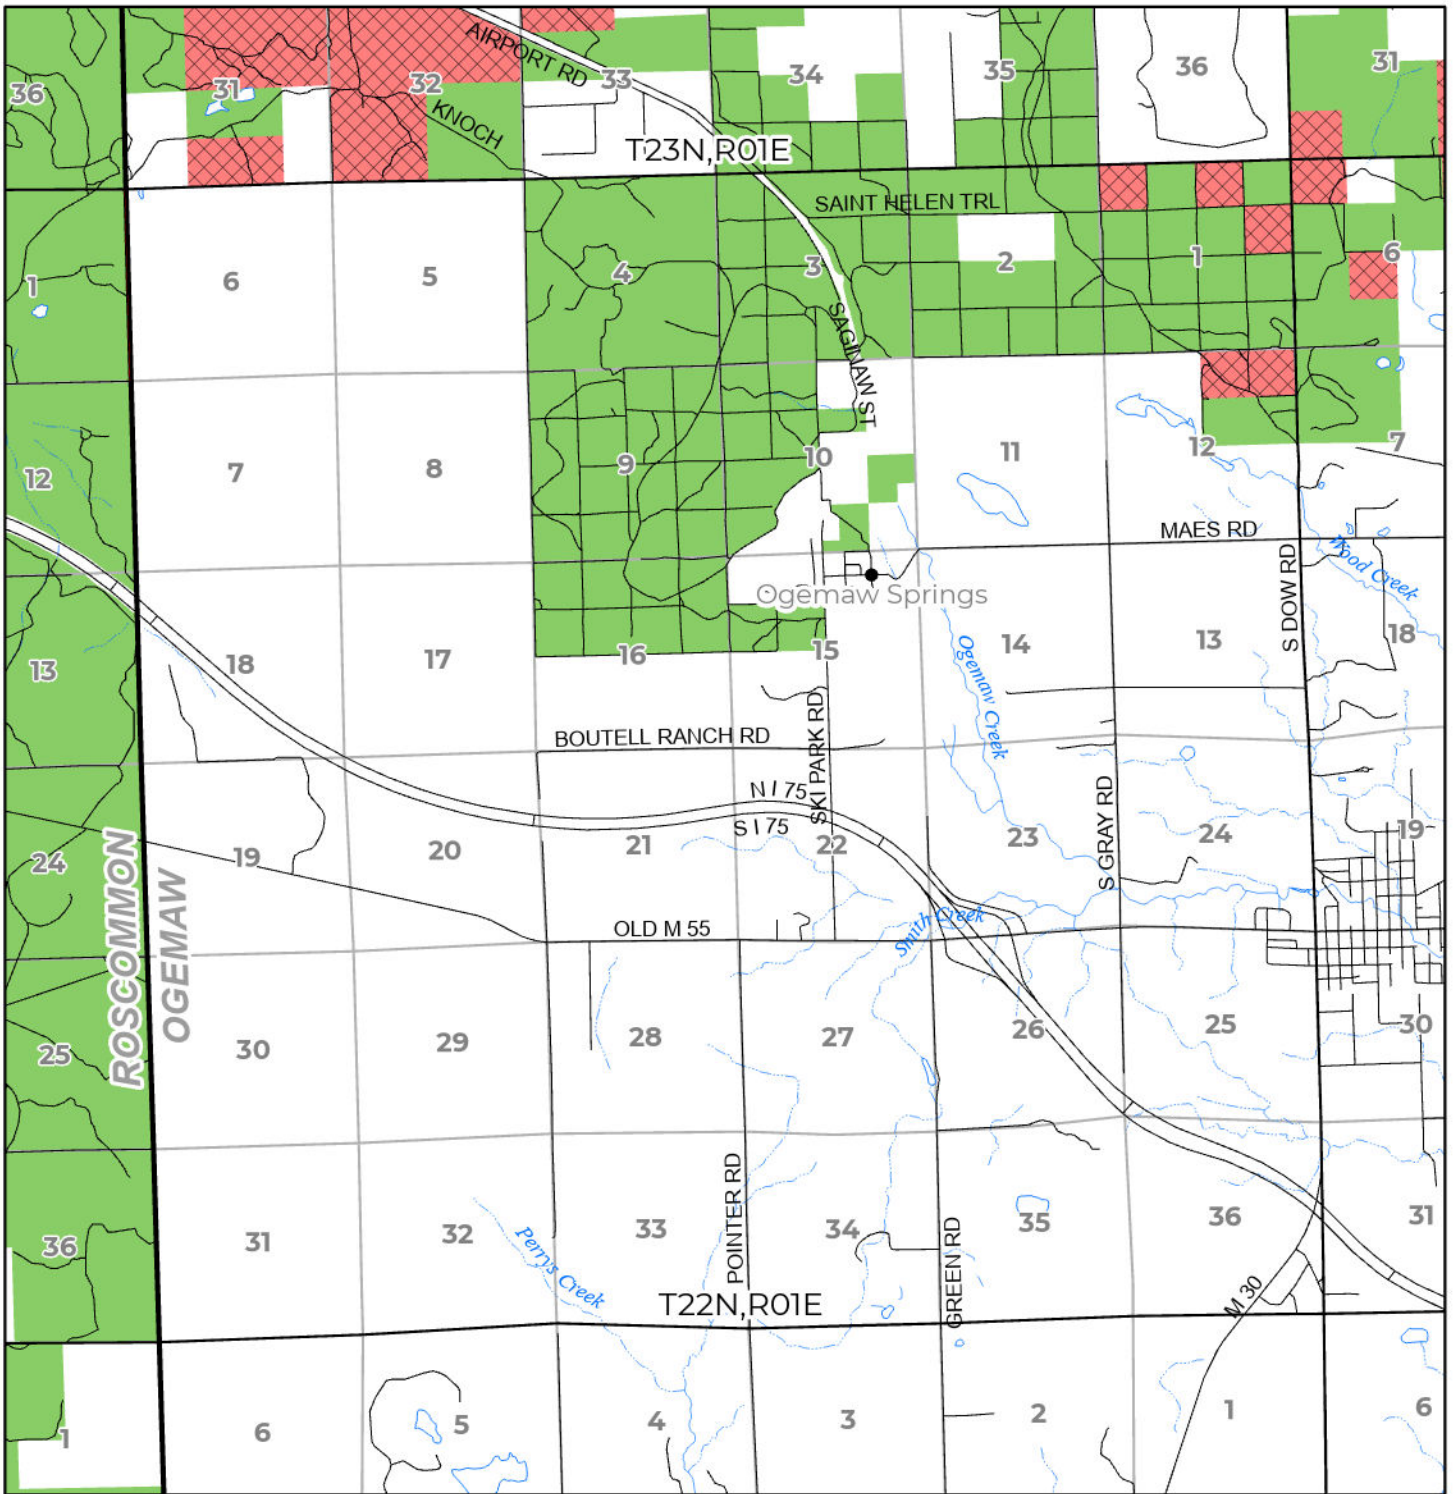 AIRPORT RD
36
31
32
33
34
35
36
31
KNOCH
T23N,R01E
SAINT HELEN TRL
1
6
5
4
3
2
1
6
SAGINAW ST
12
7
8
9
10
11
12
7
MAES RD
Wood Creek
S DOW RD
Ogemaw Springs
13
18
17
16
15
14
13
18
Ogemaw Creek
SKI PARK RD
BOUTELL RANCH RD
N I 75
S I 75
S GRAY RD
24
19
20
21
22
23
24
19
ROSCOMMON
OGEMAW
OLD M 55
Smith Creek
25
30
29
28
27
26
25
30
36
31
32
33
34
35
36
31
POINTER RD
GREEN RD
Perrys Creek
M 30
T22N,R01E
1
6
5
4
3
2
1
6